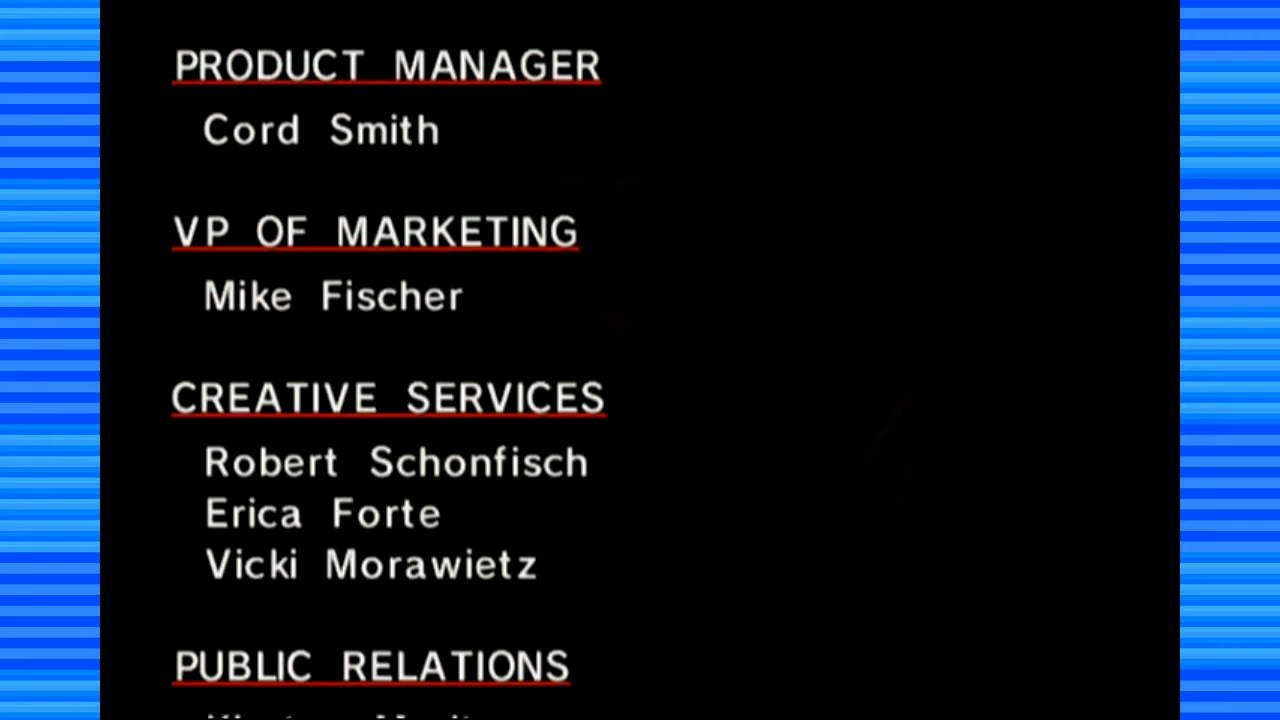 PRODUCT MANAGER
Cord Smith
VP OF MARKETING
Mike Fischer
CREATIVE SERVICES
Robert Schonfisch
Erica Forte
Vicki Morawietz
PUBLIC RELATIONS